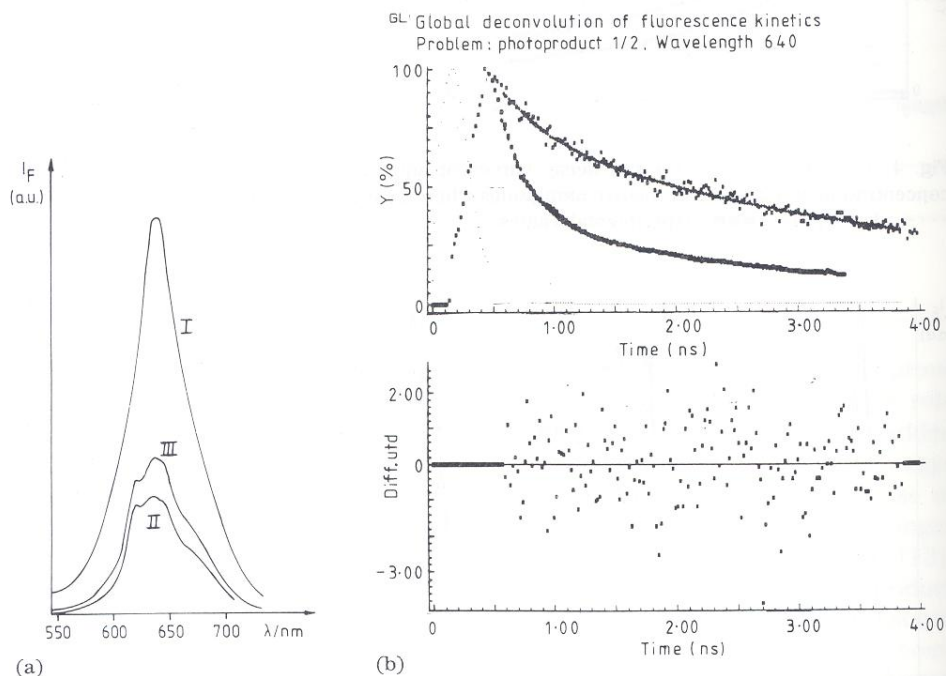 GL' Global deconvolution of fluorescence kinetics
Problem: photoproduct 1/2, Wavelength 640
I_F
(a.u.)
I
III
II
550 600 650 700 λ/nm
(a)
100
50
0
Y (%)
0 1·00 2·00 3·00 4·00
Time (ns)
2·00
0
-3·00
Diff, utd
0 1·00 2·00 3·00 4·00
Time (ns)
(b)